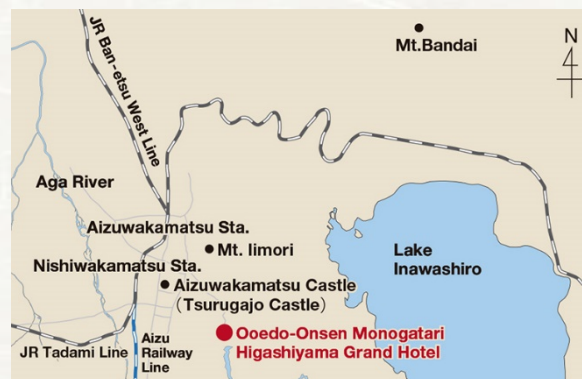 Mt.Bandai
N
JR Ban-etsu West Line
Aga River
Aizuwakamatsu Sta.
Mt. Iimori
Lake
Inawashiro
Nishiwakamatsu Sta.
Aizuwakamatsu Castle
(Tsurugajo Castle)
Ooedo-Onsen Monogatari
Higashiyama Grand Hotel
JR Tadami Line
Aizu
Railway
Line